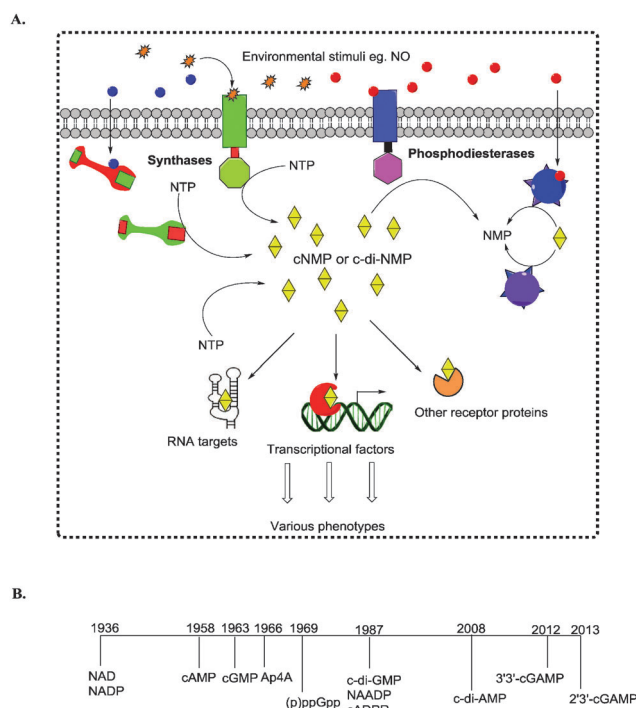 A.
Environmental stimuli eg. NO
Synthases
NTP
Phosphodiesterases
NTP
NMP
cNMP or c-di-NMP
NTP
RNA targets
Transcriptional factors
Other receptor proteins
Various phenotypes
B.
1936 1958 1963 1966 1969 1987 2008 2012 2013
NAD cAMP cGMP Ap4A c-di-GMP 3'3'-cGAMP
NADP (p)ppGpp NAADP c-di-AMP 2'3'-cGAMP